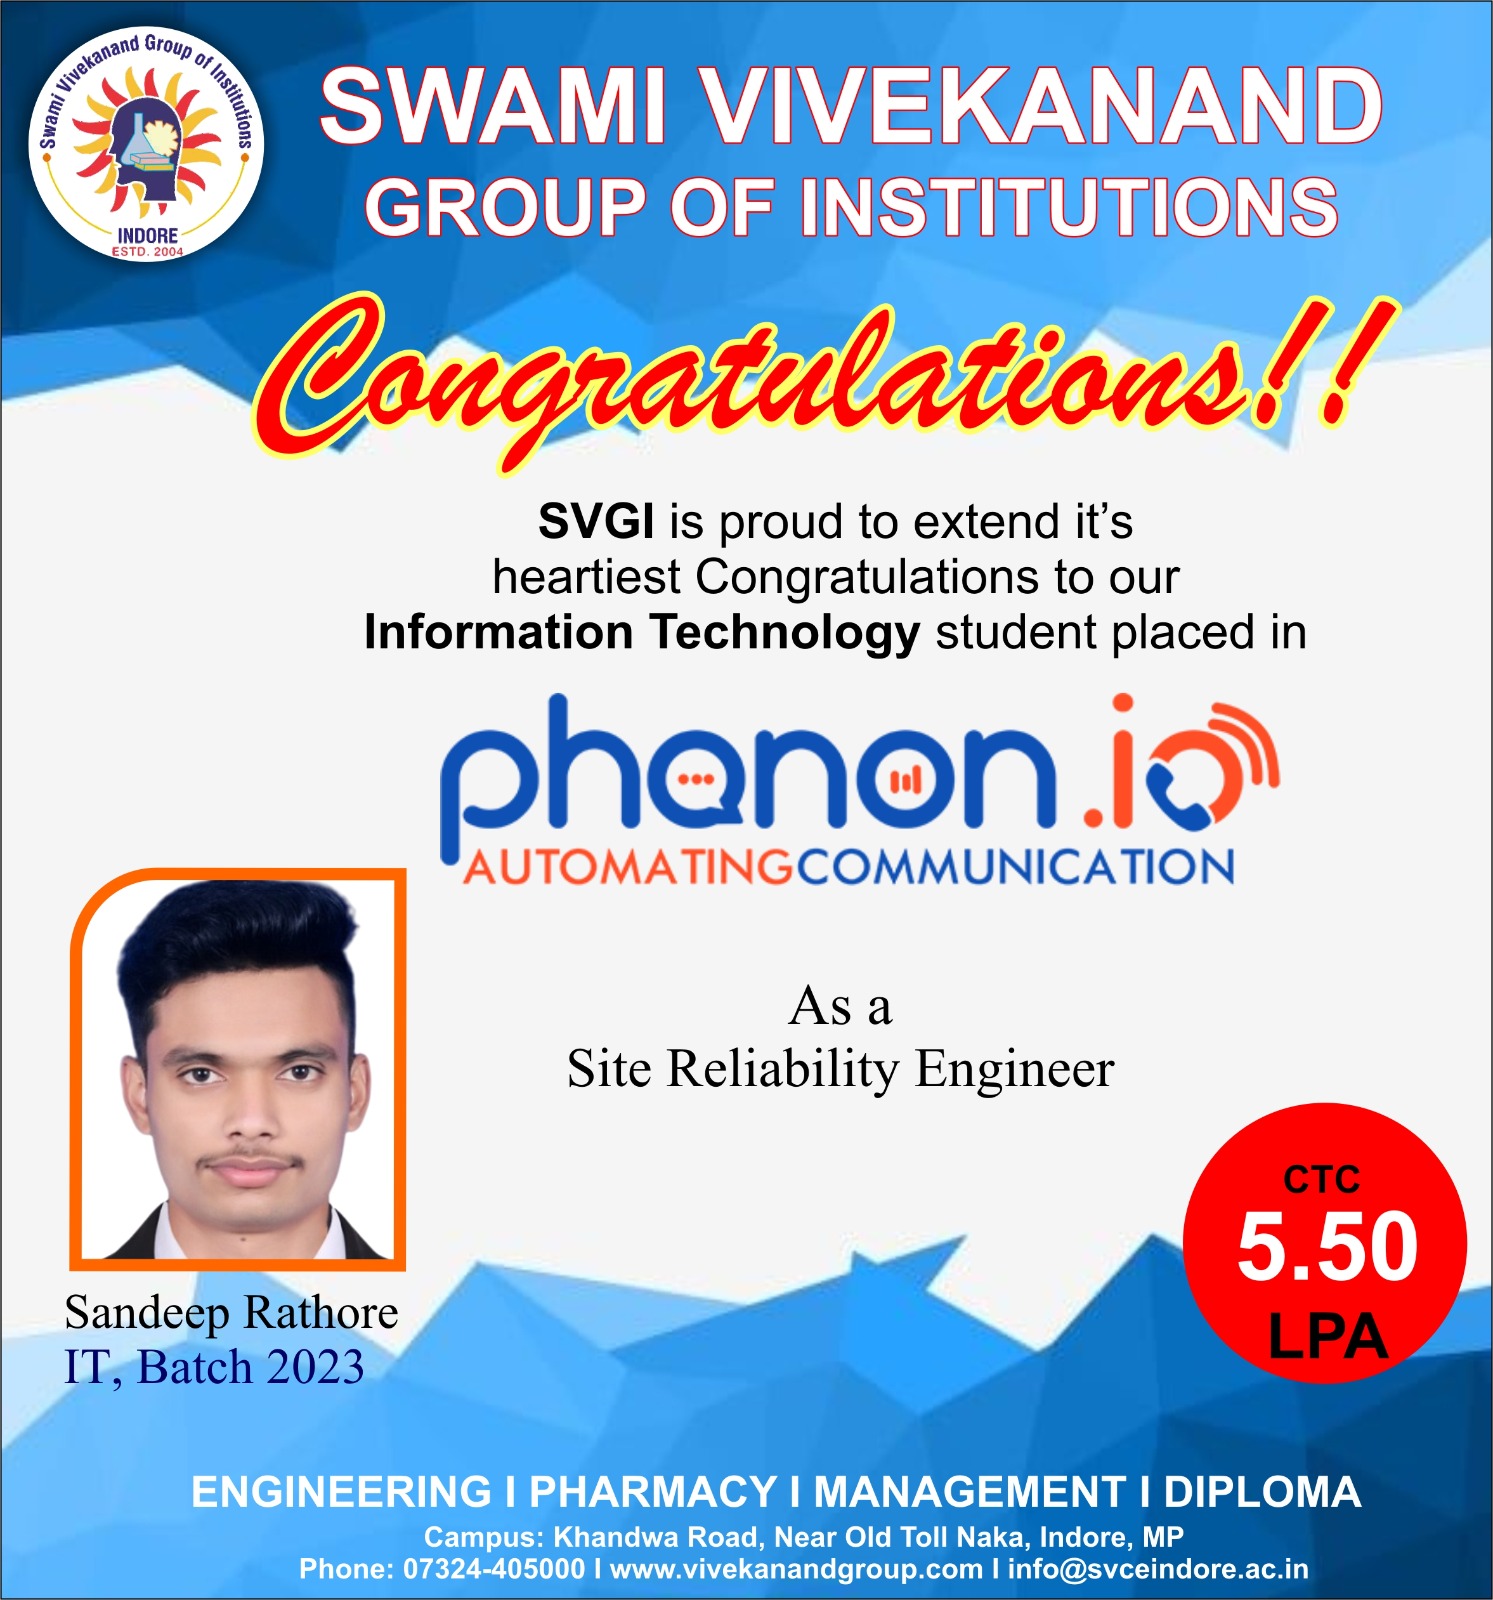 Swami Vivekanand Group of Institutions
INDORE
ESTD. 2004
SWAMI VIVEKANAND
GROUP OF INSTITUTIONS
Congratulations!!
SVGI is proud to extend it’s
heartiest Congratulations to our
Information Technology student placed in
phonon.io
AUTOMATINGCOMMUNICATION
As a
Site Reliability Engineer
CTC
5.50
LPA
Sandeep Rathore
IT, Batch 2023
ENGINEERING I PHARMACY I MANAGEMENT I DIPLOMA
Campus: Khandwa Road, Near Old Toll Naka, Indore, MP
Phone: 07324-405000 I www.vivekanandgroup.com I info@svceindore.ac.in